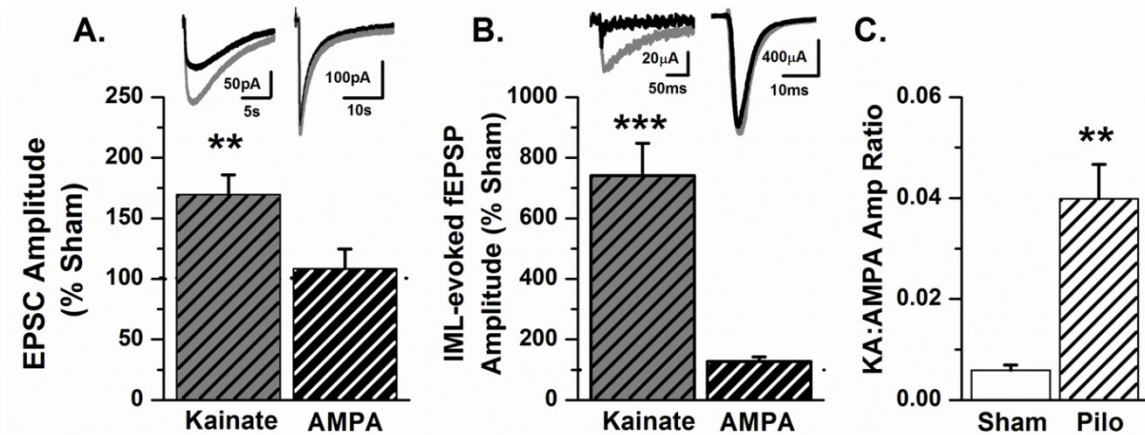 A.
50pA
5s
100pA
10s
EPSC Amplitude
(% Sham)
250
200
150
100
50
0
**
Kainate
AMPA
B.
20µA
50ms
400µA
10ms
IML-evoked fEPSP
Amplitude (% Sham)
1000
800
600
400
200
0
***
Kainate
AMPA
C.
KA:AMPA Amp Ratio
0.06
0.04
0.02
0.00
**
Sham
Pilo